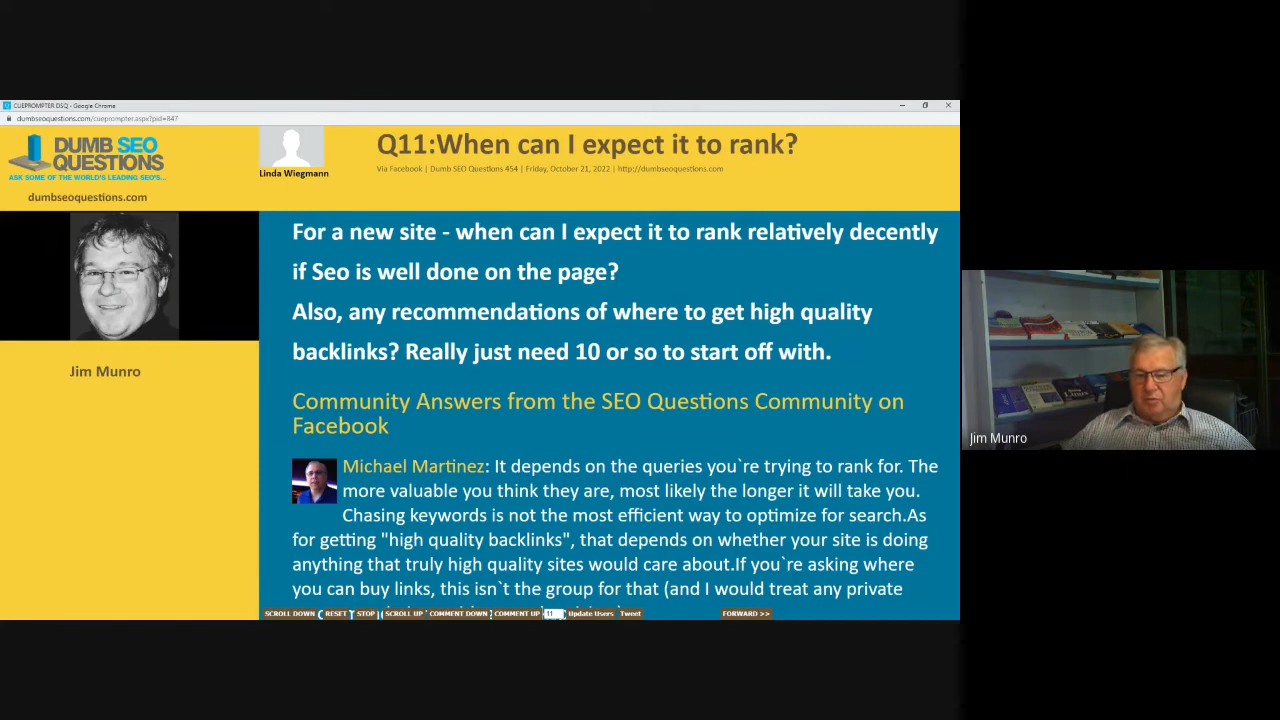 CUEPROMPTER DSQ - Google Chrome
dumbseoquestions.com/cueprompter.aspx?pid=847
DUMB SEO
QUESTIONS
ASK SOME OF THE WORLD'S LEADING SEO'S...
dumbseoquestions.com
Linda Wiegmann
Q11:When can I expect it to rank?
Via Facebook | Dumb SEO Questions 454 | Friday, October 21, 2022 | http://dumbseoquestions.com
Jim Munro
For a new site - when can I expect it to rank relatively decently
if Seo is well done on the page?
Also, any recommendations of where to get high quality
backlinks? Really just need 10 or so to start off with.
Community Answers from the SEO Questions Community on
Facebook
Michael Martinez: It depends on the queries you`re trying to rank for. The
more valuable you think they are, most likely the longer it will take you.
Chasing keywords is not the most efficient way to optimize for search.As
for getting "high quality backlinks", that depends on whether your site is doing
anything that truly high quality sites would care about.If you`re asking where
you can buy links, this isn`t the group for that (and I would treat any private
SCROLL DOWN RESET STOP SCROLL UP COMMENT DOWN COMMENT UP 11 Update Users Tweet FORWARD >>
Jim Munro